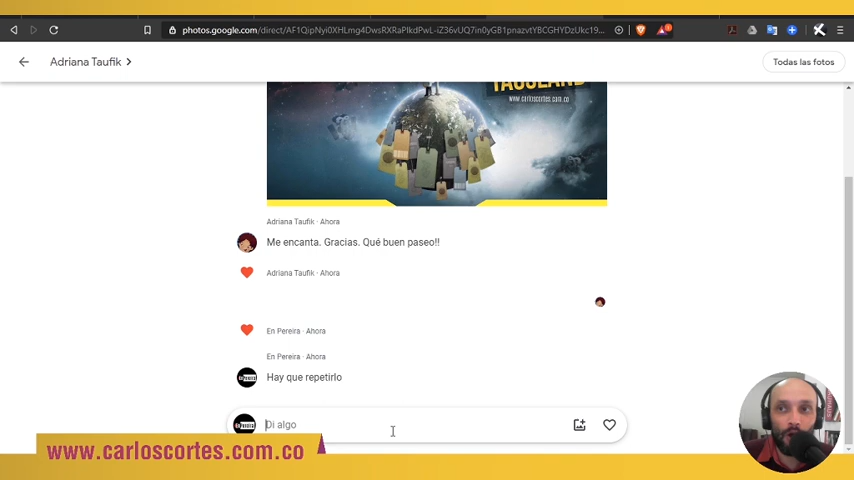 photos.google.com/direct/AF1QipNyi0XHLmg4DwsRXRaPlkdPwL-iZ36vUQ7in0yGB1pnazvtYBCGHYDzUkc19...
Adriana Taufik
Todas las fotos
TAUSLAND
www.carloscortes.com.co
Adriana Taufik · Ahora
Me encanta. Gracias. Qué buen paseo!!
Adriana Taufik · Ahora
En Pereira · Ahora
En Pereira · Ahora
Hay que repetirlo
Di algo
www.carloscortes.com.co